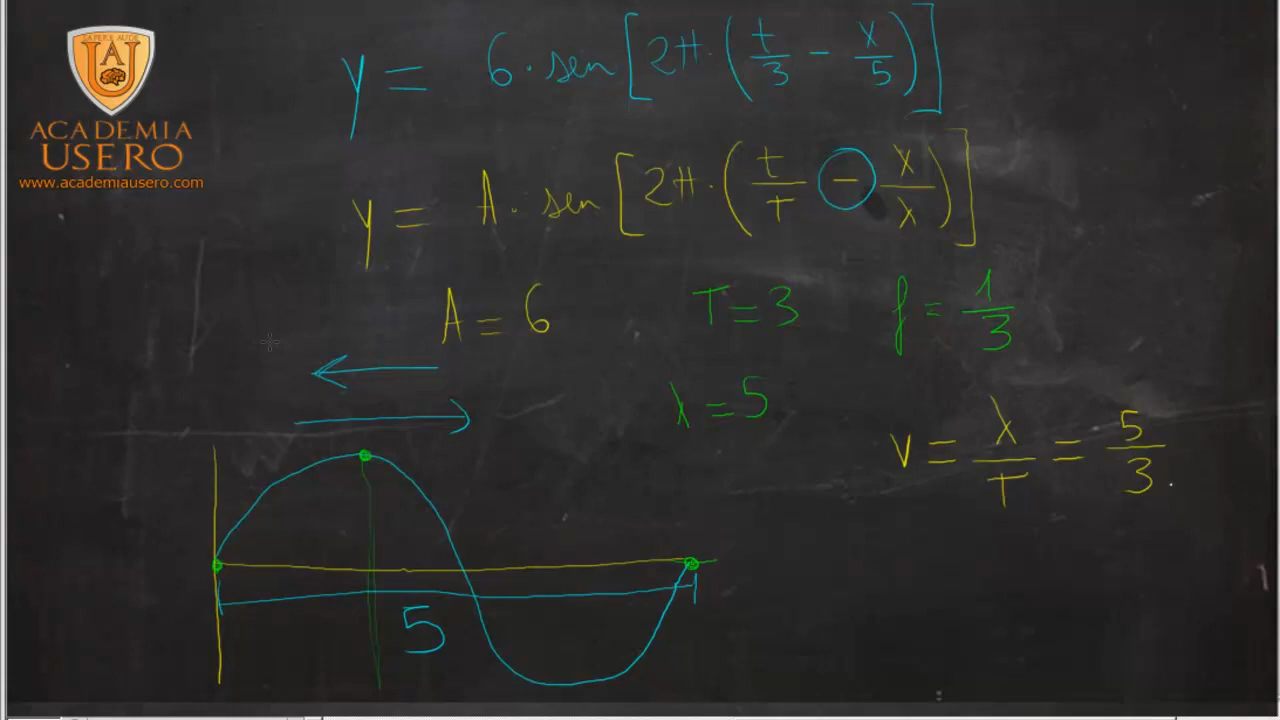 SAPERE AUDE
UA
ACADEMIA
USERO
www.academiausero.com
y = 6 · sen [2π · (t/3 − x/5)]
y = A · sen [2π · (t/T − x/λ)]
A = 6
T = 3
f = 1/3
λ = 5
v = λ/T = 5/3
5